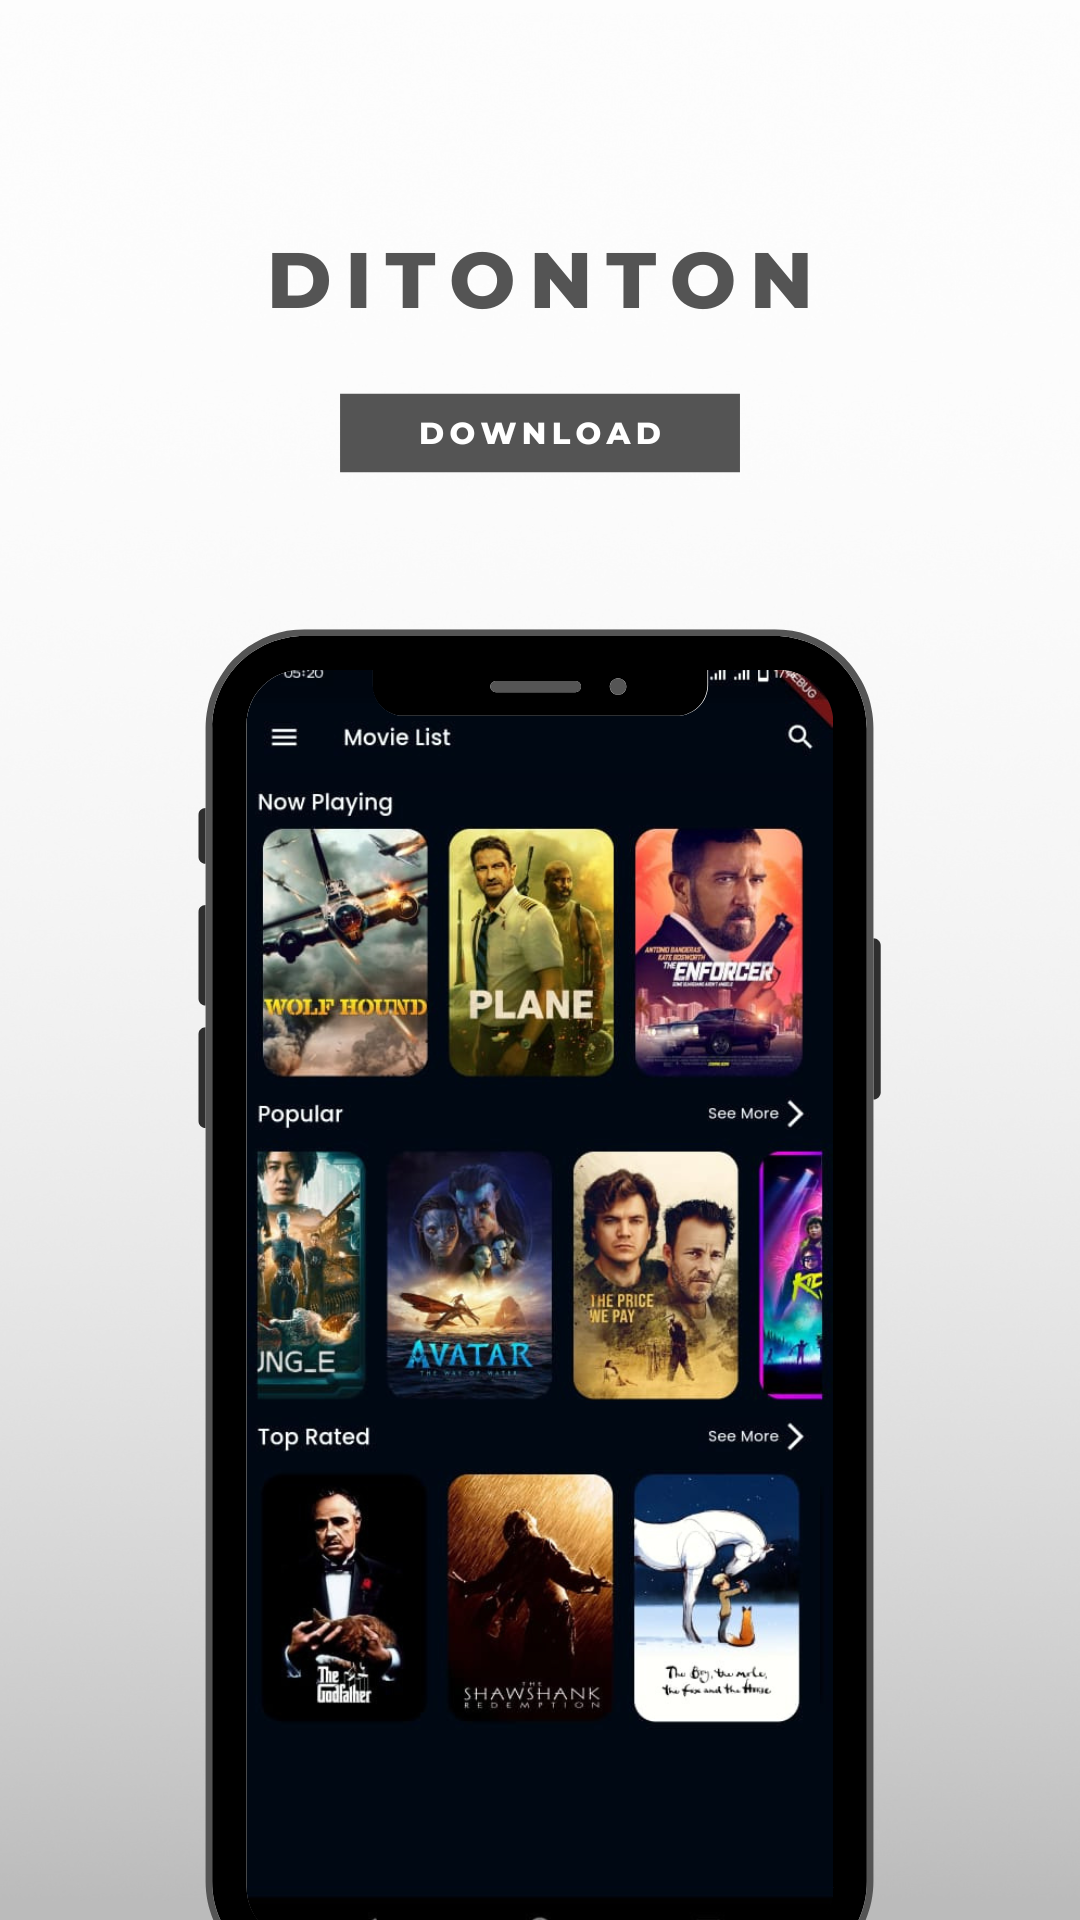 DITONTON
DOWNLOAD
05:20
Movie List
Now Playing
WOLF HOUND
PLANE
ANTONIO BANDERAS
KATE BOSWORTH
THE ENFORCER
Popular
See More
JUNG_E
AVATAR
THE WAY OF WATER
THE PRICE
WE PAY
Top Rated
See More
The
Godfather
THE
SHAWSHANK
REDEMPTION
The Boy, the mole,
the fox and the Horse